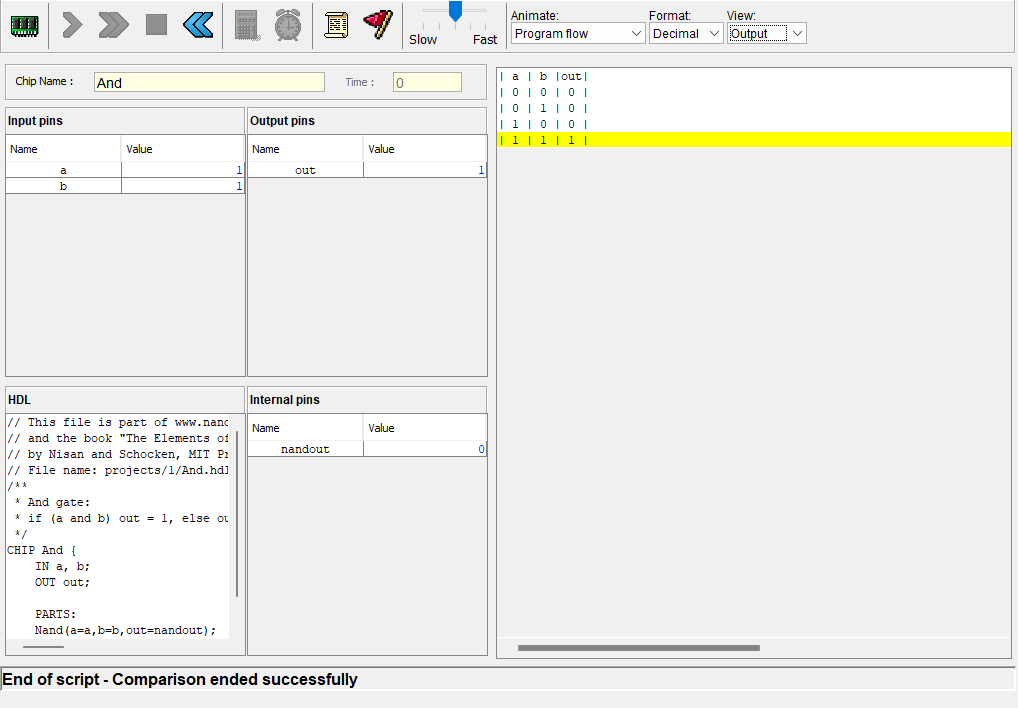 Slow Fast
Animate: Format: View:
Program flow Decimal Output
Chip Name : And Time : 0
Input pins
Name Value
a 1
b 1
Output pins
Name Value
out 1
HDL
// This file is part of www.nand
// and the book "The Elements of
// by Nisan and Schocken, MIT Pr
// File name: projects/1/And.hdl
/**
* And gate:
* if (a and b) out = 1, else ou
*/
CHIP And {
IN a, b;
OUT out;
PARTS:
Nand(a=a,b=b,out=nandout);
Internal pins
Name Value
nandout 0
| a | b |out|
| 0 | 0 | 0 |
| 0 | 1 | 0 |
| 1 | 0 | 0 |
| 1 | 1 | 1 |
End of script - Comparison ended successfully